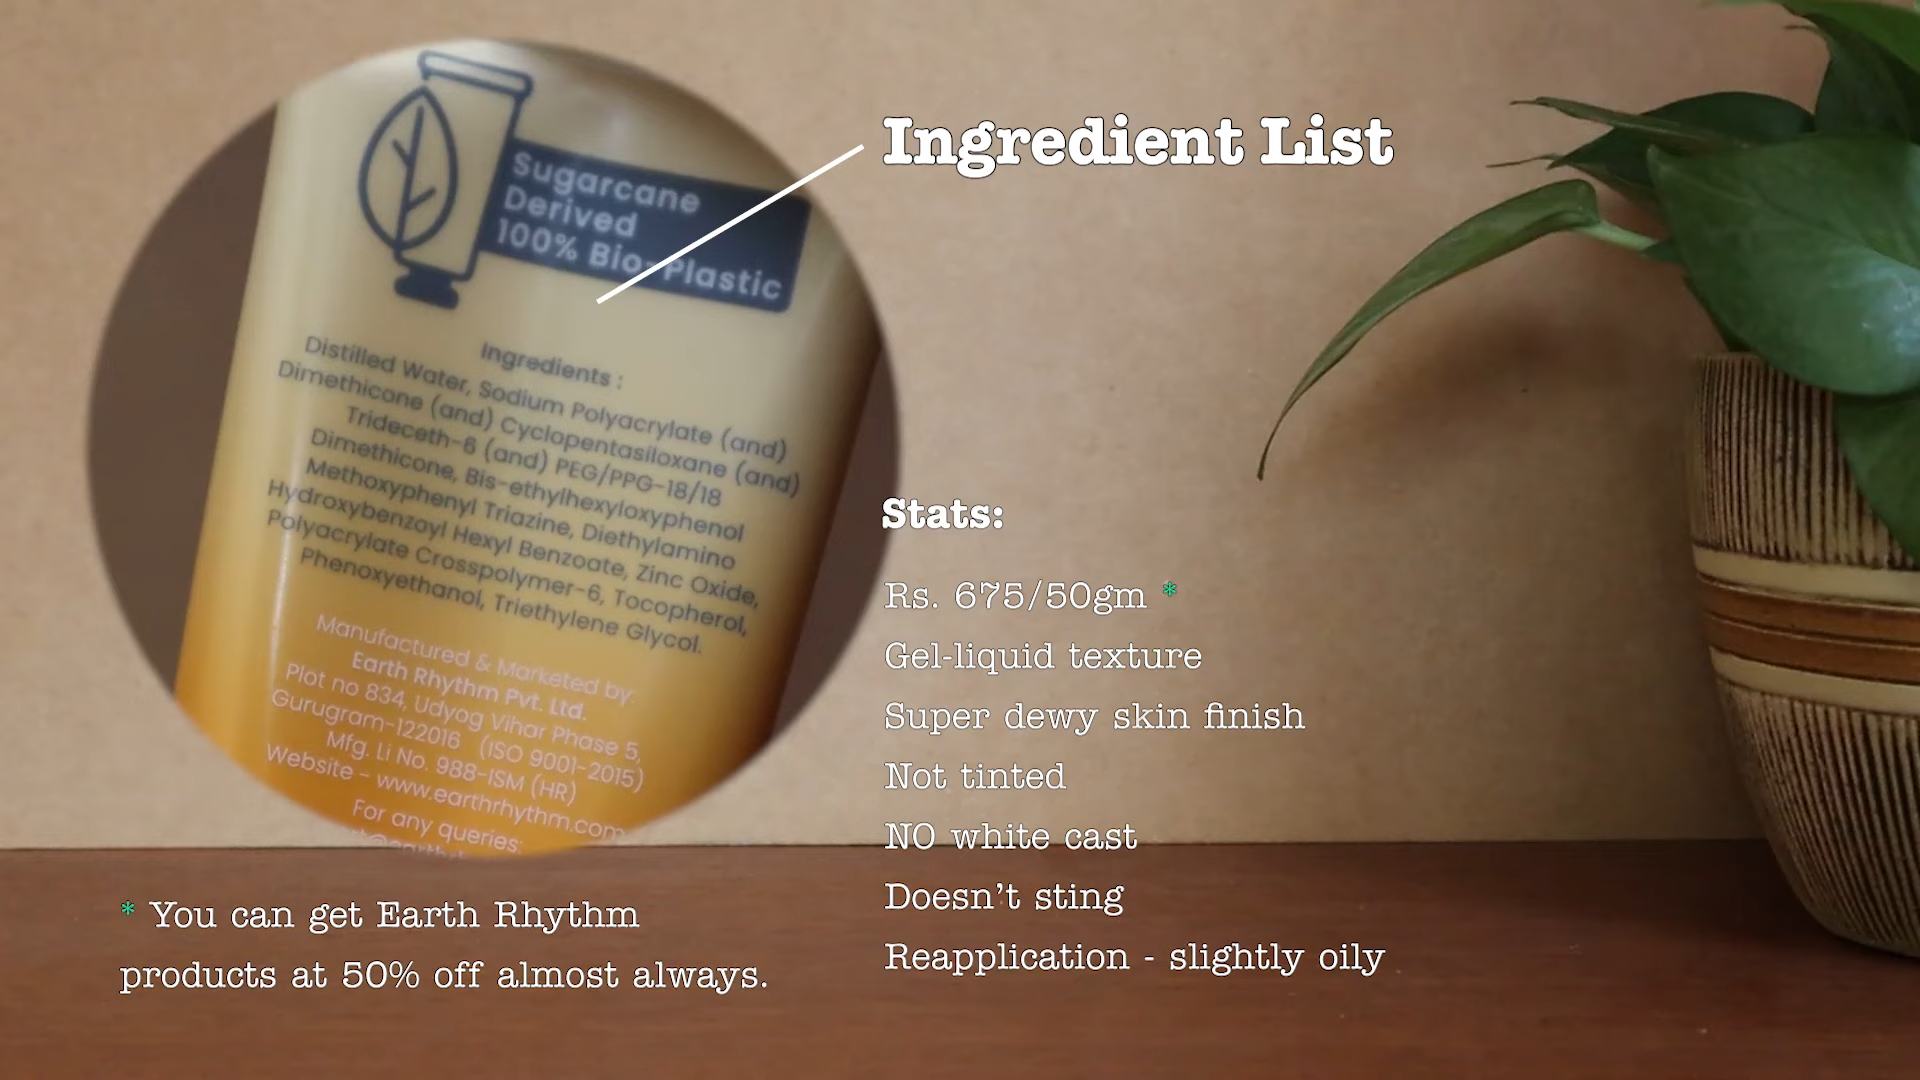 Sugarcane
Derived
100% Bio-Plastic
Ingredients :
Distilled Water, Sodium Polyacrylate (and)
Dimethicone (and) Cyclopentasiloxane (and)
Trideceth-6 (and) PEG/PPG-18/18
Dimethicone, Bis-ethylhexyloxyphenol
Methoxyphenyl Triazine, Diethylamino
Hydroxybenzoyl Hexyl Benzoate, Zinc Oxide,
Polyacrylate Crosspolymer-6, Tocopherol,
Phenoxyethanol, Triethylene Glycol.
Manufactured & Marketed by:
Earth Rhythm Pvt. Ltd.
Plot no 834, Udyog Vihar Phase 5,
Gurugram-122016 (ISO 9001-2015)
Mfg. Li No. 988-ISM (HR)
Website - www.earthrhythm.com
For any queries:
* You can get Earth Rhythm
products at 50% off almost always.
Ingredient List
Stats:
Rs. 675/50gm *
Gel-liquid texture
Super dewy skin finish
Not tinted
NO white cast
Doesn't sting
Reapplication - slightly oily